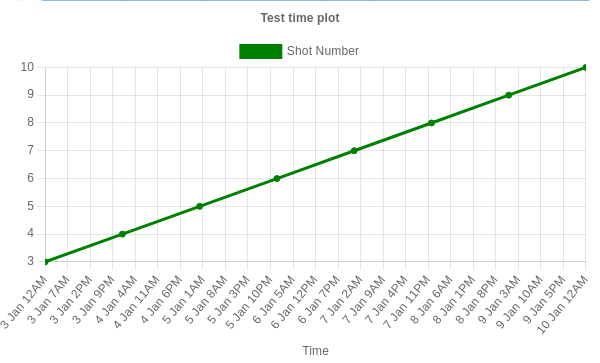 Test time plot
Shot Number
10
9
8
7
6
5
4
3
3 Jan 12AM
3 Jan 7AM
3 Jan 2PM
3 Jan 9PM
4 Jan 4AM
4 Jan 11AM
4 Jan 6PM
5 Jan 1AM
5 Jan 8AM
5 Jan 3PM
5 Jan 10PM
6 Jan 5AM
6 Jan 12PM
6 Jan 7PM
7 Jan 2AM
7 Jan 9AM
7 Jan 4PM
7 Jan 11PM
8 Jan 6AM
8 Jan 1PM
8 Jan 8PM
9 Jan 3AM
9 Jan 10AM
9 Jan 5PM
10 Jan 12AM
Time